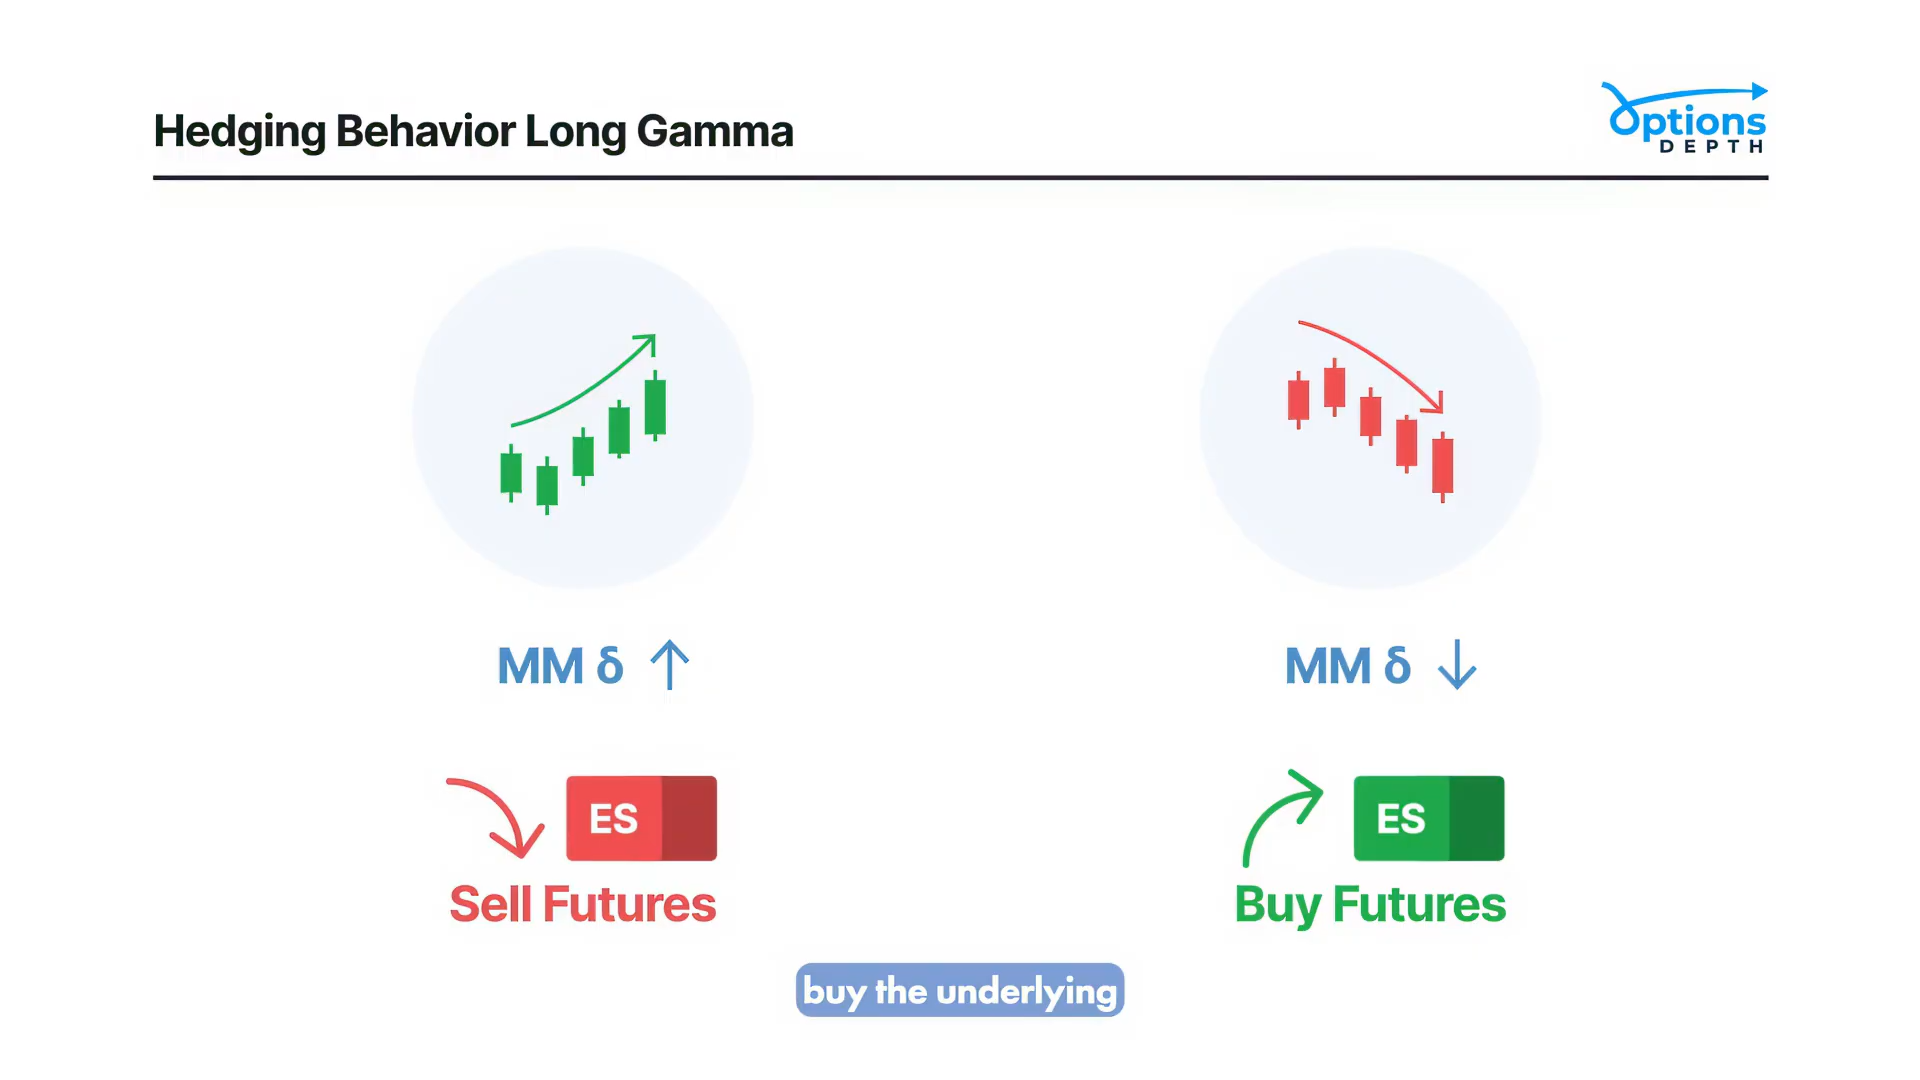 Hedging Behavior Long Gamma
Options
DEPTH
MM δ
MM δ
ES
ES
Sell Futures
Buy Futures
buy the underlying